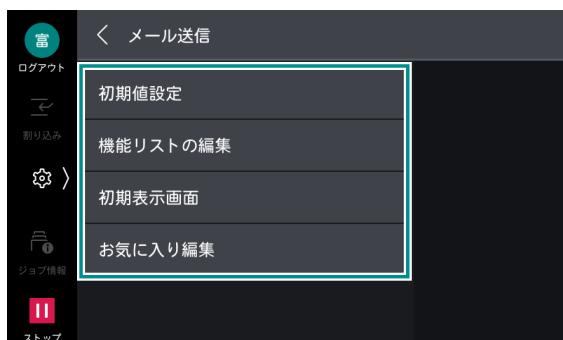 富
ログアウト
割り込み
ジョブ情報
ストップ
メール送信
初期値設定
機能リストの編集
初期表示画面
お気に入り編集